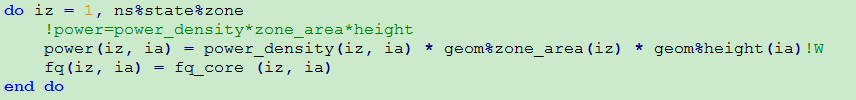 do iz = 1, ns%state%zone
!power=power_density*zone_area*height
power(iz, ia) = power_density(iz, ia) * geom%zone_area(iz) * geom%height(ia)!W
fq(iz, ia) = fq_core (iz, ia)
end do